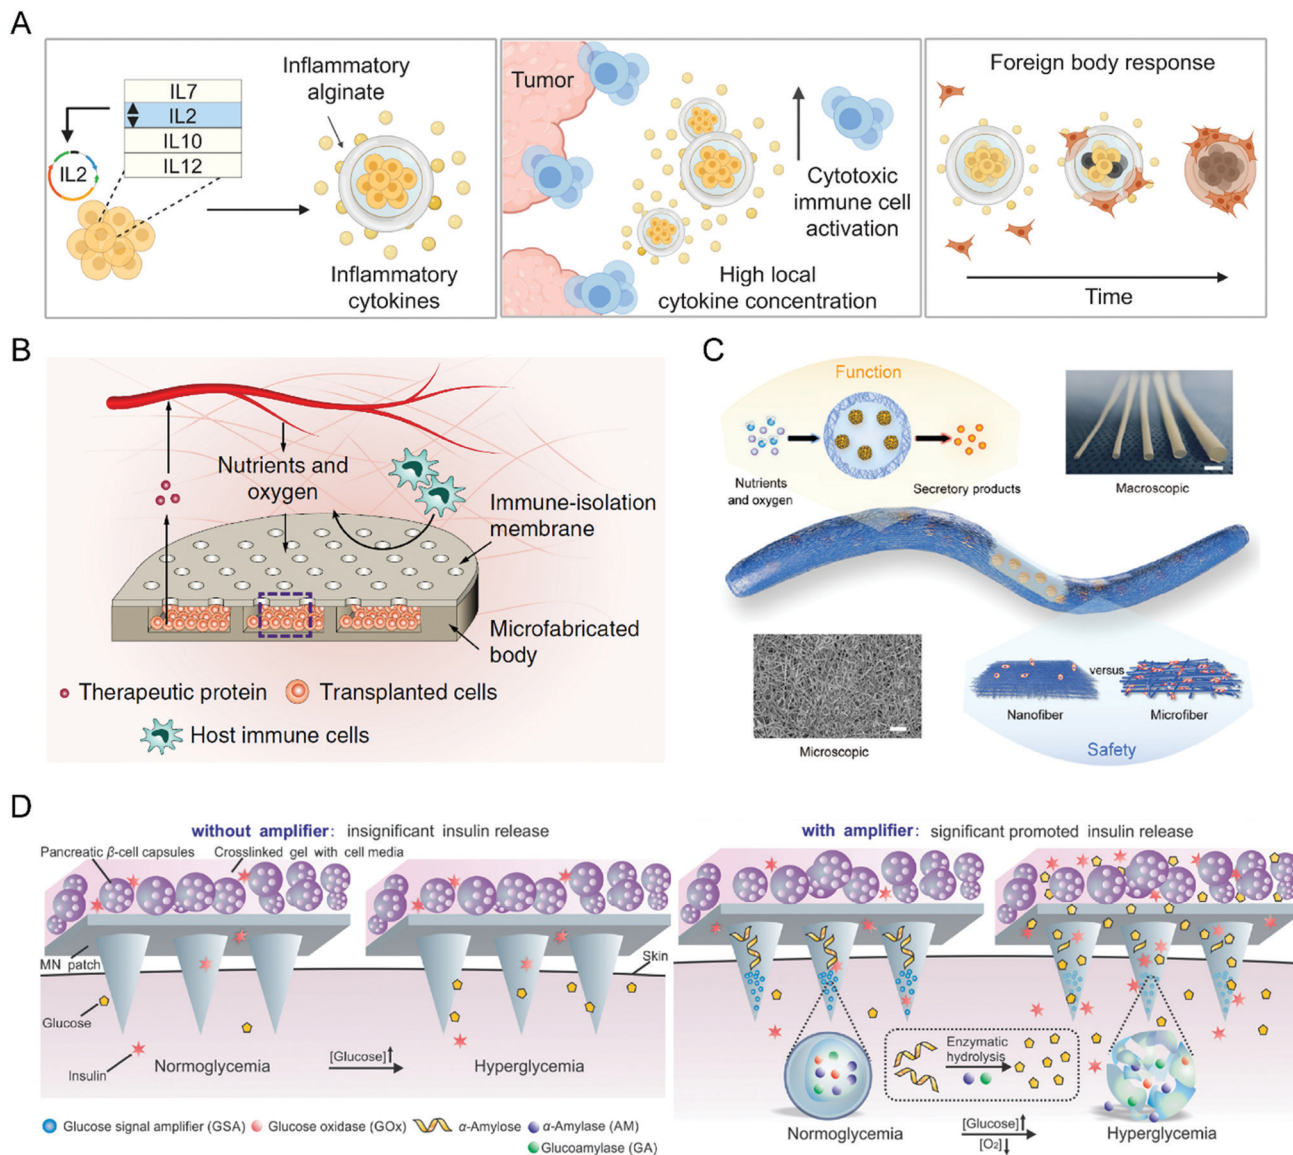 A
IL7
IL2
IL10
IL12
IL2
Inflammatory
alginate
Inflammatory
cytokines
Tumor
Cytotoxic
immune cell
activation
High local
cytokine concentration
Foreign body response
Time
B
Nutrients and
oxygen
Immune-isolation
membrane
Microfabricated
body
Therapeutic protein
Transplanted cells
Host immune cells
C
Function
Nutrients
and oxygen
Secretory products
Macroscopic
Microscopic
versus
Nanofiber
Microfiber
Safety
D
without amplifier: insignificant insulin release
Pancreatic β-cell capsules
Crosslinked gel with cell media
MN patch
Skin
Glucose
Insulin
Normoglycemia
[Glucose]↑
Hyperglycemia
with amplifier: significant promoted insulin release
Enzymatic
hydrolysis
Normoglycemia
[Glucose]↑
[O2]↓
Hyperglycemia
Glucose signal amplifier (GSA)
Glucose oxidase (GOx)
α-Amylose
α-Amylase (AM)
Glucoamylase (GA)